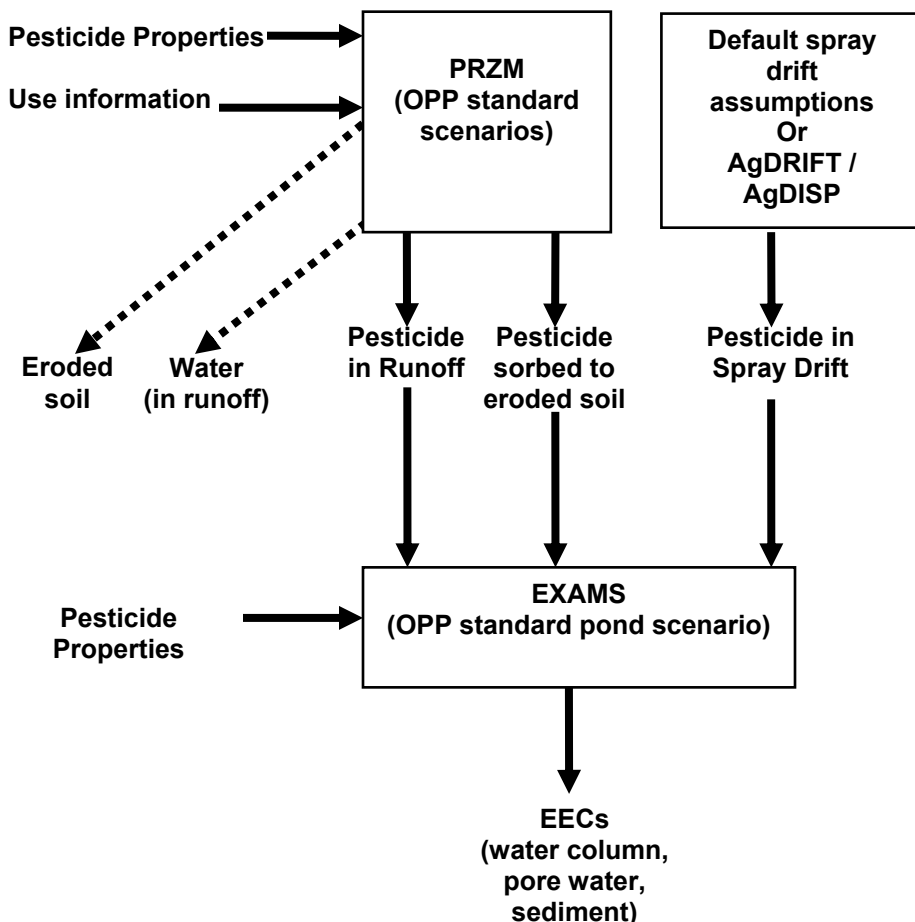 Pesticide Properties
Use information
PRZM
(OPP standard
scenarios)
Default spray
drift
assumptions
Or
AgDRIFT /
AgDISP
Eroded
soil
Water
(in runoff)
Pesticide
in Runoff
Pesticide
sorbed to
eroded soil
Pesticide in
Spray Drift
Pesticide
Properties
EXAMS
(OPP standard pond scenario)
EECs
(water column,
pore water,
sediment)